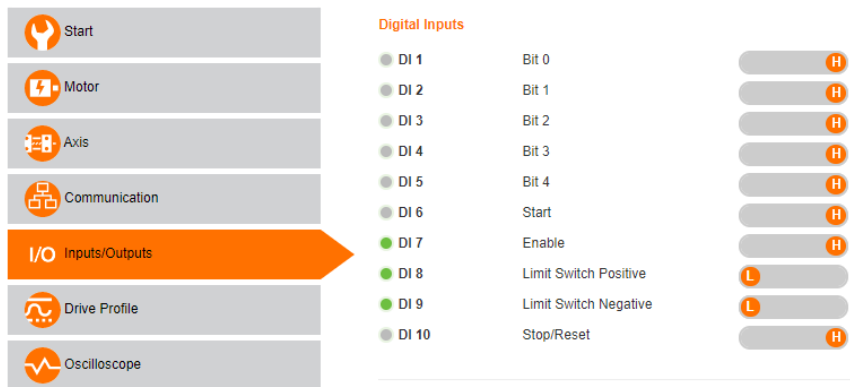 Start
Motor
Axis
Communication
I/O Inputs/Outputs
Drive Profile
Oscilloscope
Digital Inputs
DI 1 Bit 0 H
DI 2 Bit 1 H
DI 3 Bit 2 H
DI 4 Bit 3 H
DI 5 Bit 4 H
DI 6 Start H
DI 7 Enable H
DI 8 Limit Switch Positive L
DI 9 Limit Switch Negative L
DI 10 Stop/Reset H